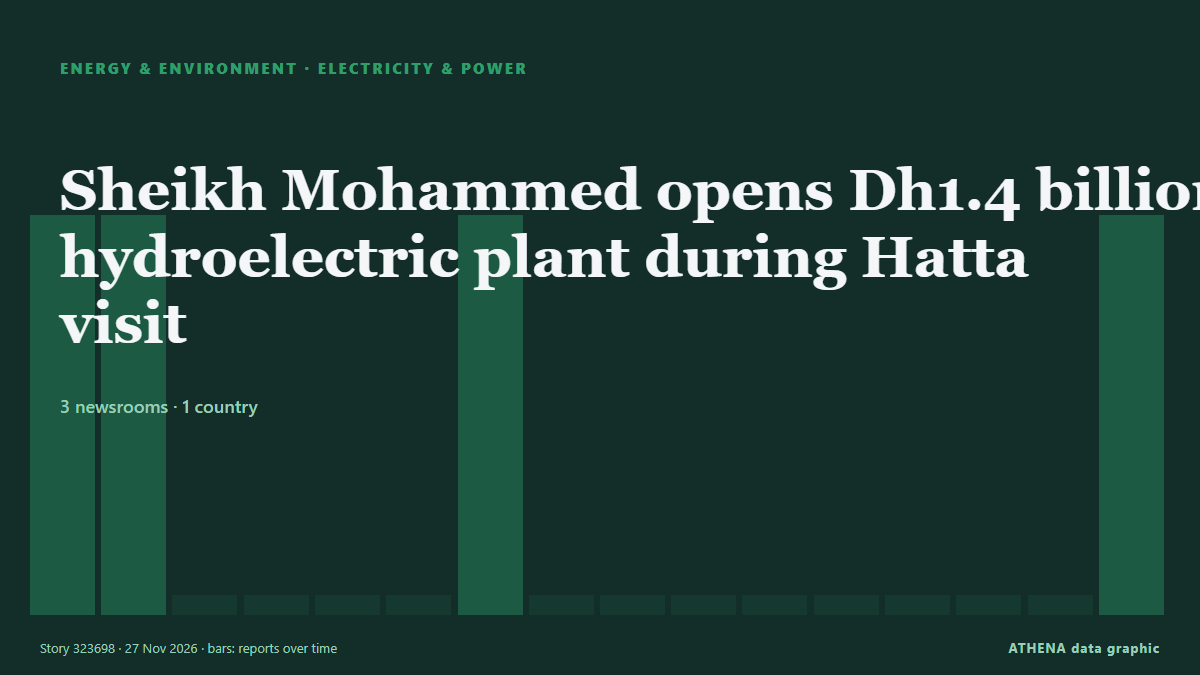 ENERGY & ENVIRONMENT · ELECTRICITY & POWER
Sheikh Mohammed opens Dh1.4 billion
hydroelectric plant during Hatta
visit
3 newsrooms · 1 country
Story 323698 · 27 Nov 2026 · bars: reports over time
ATHENA data graphic